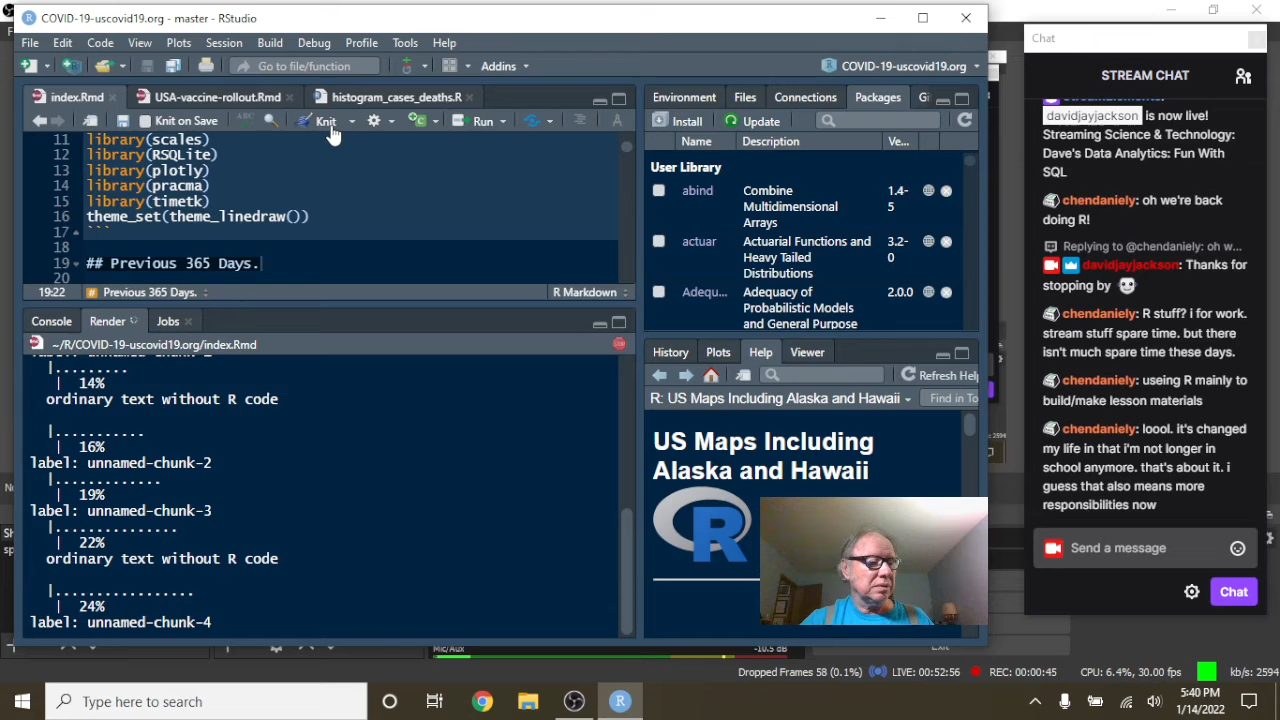 COVID-19-uscovid19.org - master - RStudio
File Edit Code View Plots Session Build Debug Profile Tools Help
Go to file/function
Addins
COVID-19-uscovid19.org
index.Rmd
USA-vaccine-rollout.Rmd
histogram_cases_deaths.R
Knit on Save
ABC
Knit
Run
11 library(scales)
12 library(RSQLite)
13 library(plotly)
14 library(pracma)
15 library(timetk)
16 theme_set(theme_linedraw())
17 ```
18
19 ## Previous 365 Days.
20
19:22
Previous 365 Days.
R Markdown
Console Render Jobs
~/R/COVID-19-uscovid19.org/index.Rmd
|.........
| 14%
ordinary text without R code
|...........
| 16%
label: unnamed-chunk-2
|.............
| 19%
label: unnamed-chunk-3
|...............
| 22%
ordinary text without R code
|.................
| 24%
label: unnamed-chunk-4
Environment Files Connections Packages
Install Update
Name Description Ve...
User Library
abind Combine Multidimensional Arrays 1.4-5
actuar Actuarial Functions and Heavy Tailed Distributions 3.2-0
Adequ... Adequacy of Probabilistic Models and General Purpose 2.0.0
History Plots Help Viewer
Refresh Help
R: US Maps Including Alaska and Hawaii
Find in To
US Maps Including
Alaska and Hawaii
R
Chat
STREAM CHAT
davidjayjackson is now live!
Streaming Science & Technology:
Dave's Data Analytics: Fun With
SQL
chendaniely: oh we're back
doing R!
Replying to @chendaniely: oh w...
davidjayjackson: Thanks for
stopping by
chendaniely: R stuff? i for work.
stream stuff spare time. but there
isn't much spare time these days.
chendaniely: useing R mainly to
build/make lesson materials
chendaniely: loool. it's changed
my life in that i'm not longer in
school anymore. that's about it. i
guess that also means more
responsibilities now
Send a message
Chat
Mic/Aux
-10.5 dB
Exit
Dropped Frames 58 (0.1%) LIVE: 00:52:56 REC: 00:00:45 CPU: 6.4%, 30.00 fps kb/s: 2594
Type here to search
5:40 PM
1/14/2022